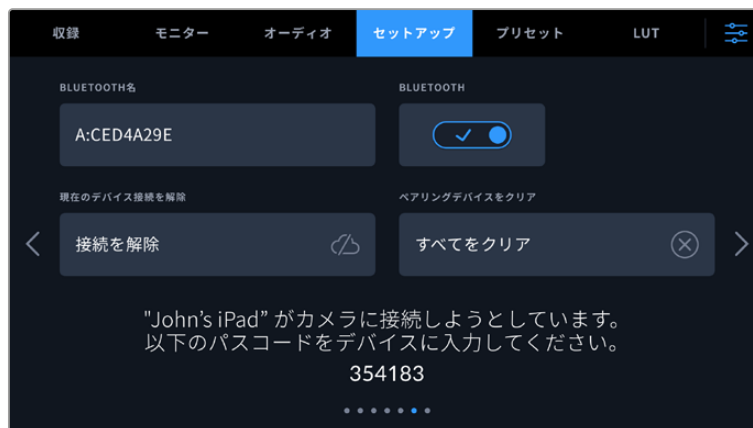 収録 モニター オーディオ セットアップ プリセット LUT
BLUETOOTH名 BLUETOOTH
A:CED4A29E
現在のデバイス接続を解除 ペアリングデバイスをクリア
接続を解除 すべてをクリア
"John’s iPad” がカメラに接続しようとしています。
以下のパスコードをデバイスに入力してください。
354183